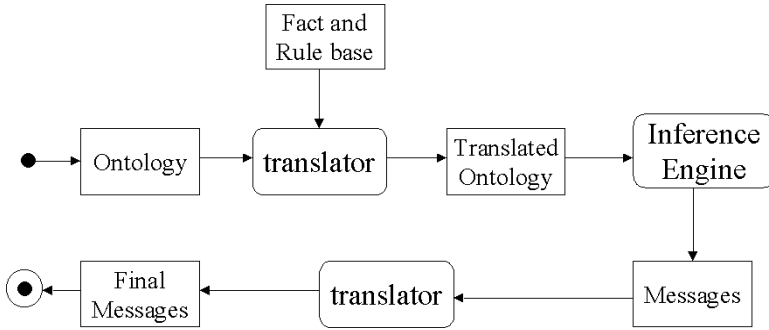 Fact and
Rule base
Ontology
translator
Translated
Ontology
Inference
Engine
Final
Messages
translator
Messages